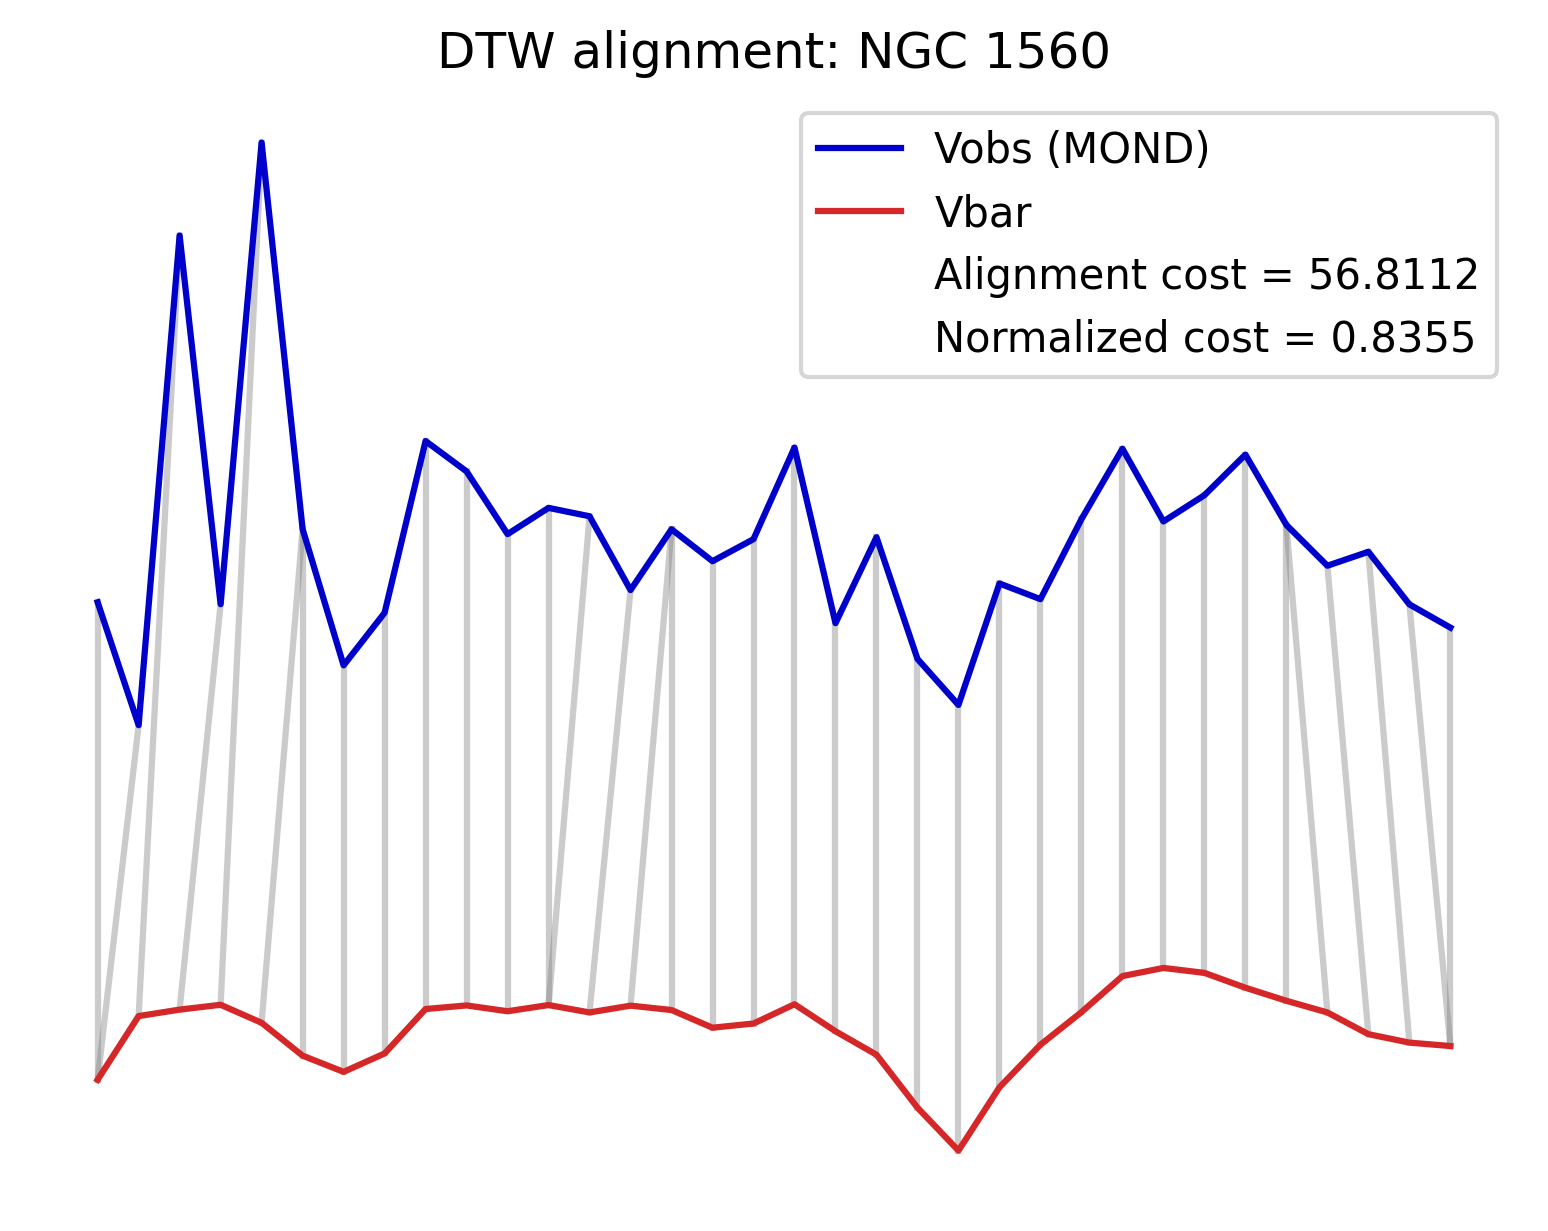 DTW alignment: NGC 1560
Vobs (MOND)
Vbar
Alignment cost = 56.8112
Normalized cost = 0.8355